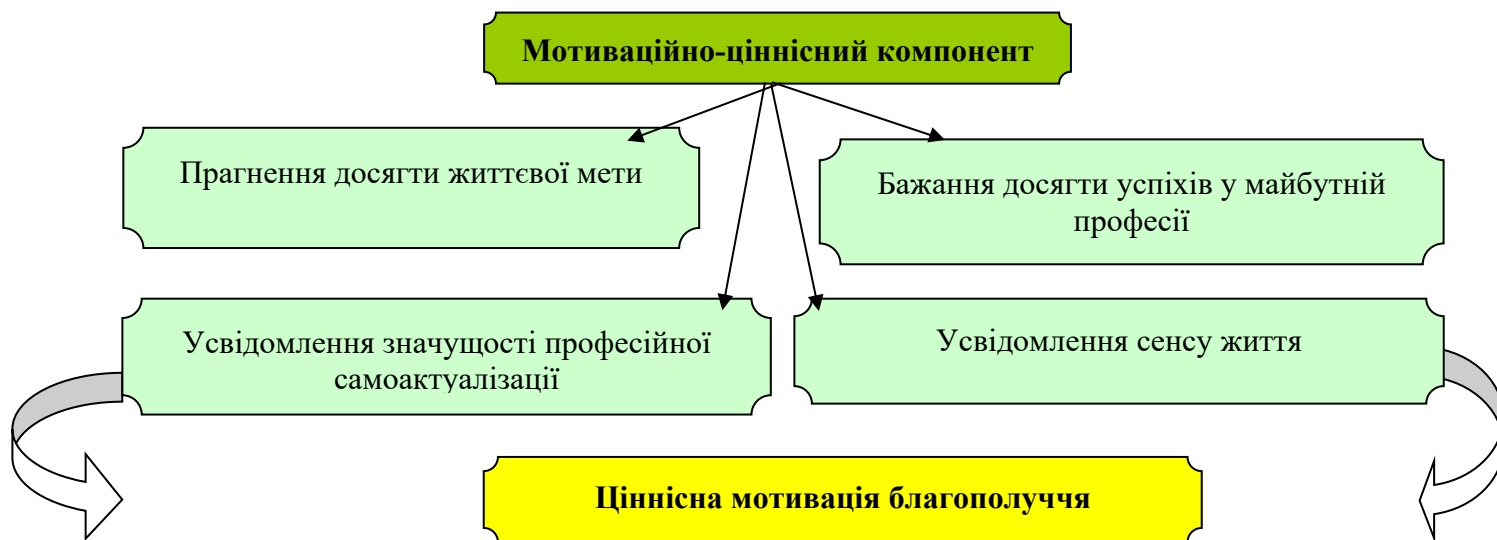 Мотиваційно-ціннісний компонент
Прагнення досягти життєвої мети
Бажання досягти успіхів у майбутній
професії
Усвідомлення значущості професійної
самоактуалізації
Усвідомлення сенсу життя
Ціннісна мотивація благополуччя